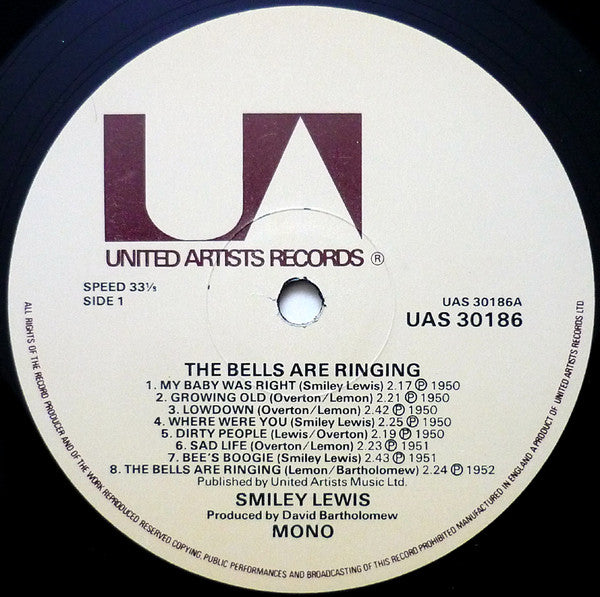 UA
UNITED ARTISTS RECORDS ®
SPEED 33⅓
SIDE 1
UAS 30186A
UAS 30186
THE BELLS ARE RINGING
1. MY BABY WAS RIGHT (Smiley Lewis) 2.17 ℗ 1950
2. GROWING OLD (Overton/Lemon) 2.21 ℗ 1950
3. LOWDOWN (Overton/Lemon) 2.42 ℗ 1950
4. WHERE WERE YOU (Smiley Lewis) 2.25 ℗ 1950
5. DIRTY PEOPLE (Lewis/Overton) 2.19 ℗ 1950
6. SAD LIFE (Overton/Lemon) 2.23 ℗ 1951
7. BEE'S BOOGIE (Smiley Lewis) 2.43 ℗ 1951
8. THE BELLS ARE RINGING (Lemon/Bartholomew) 2.24 ℗ 1952
Published by United Artists Music Ltd.
SMILEY LEWIS
Produced by David Bartholomew
MONO
ALL RIGHTS OF THE RECORD PRODUCER AND OF THE WORK REPRODUCED RESERVED COPYING, PUBLIC PERFORMANCES AND BROADCASTING OF THIS RECORD PROHIBITED MANUFACTURED IN ENGLAND A PRODUCT OF UNITED ARTISTS RECORDS LTD.